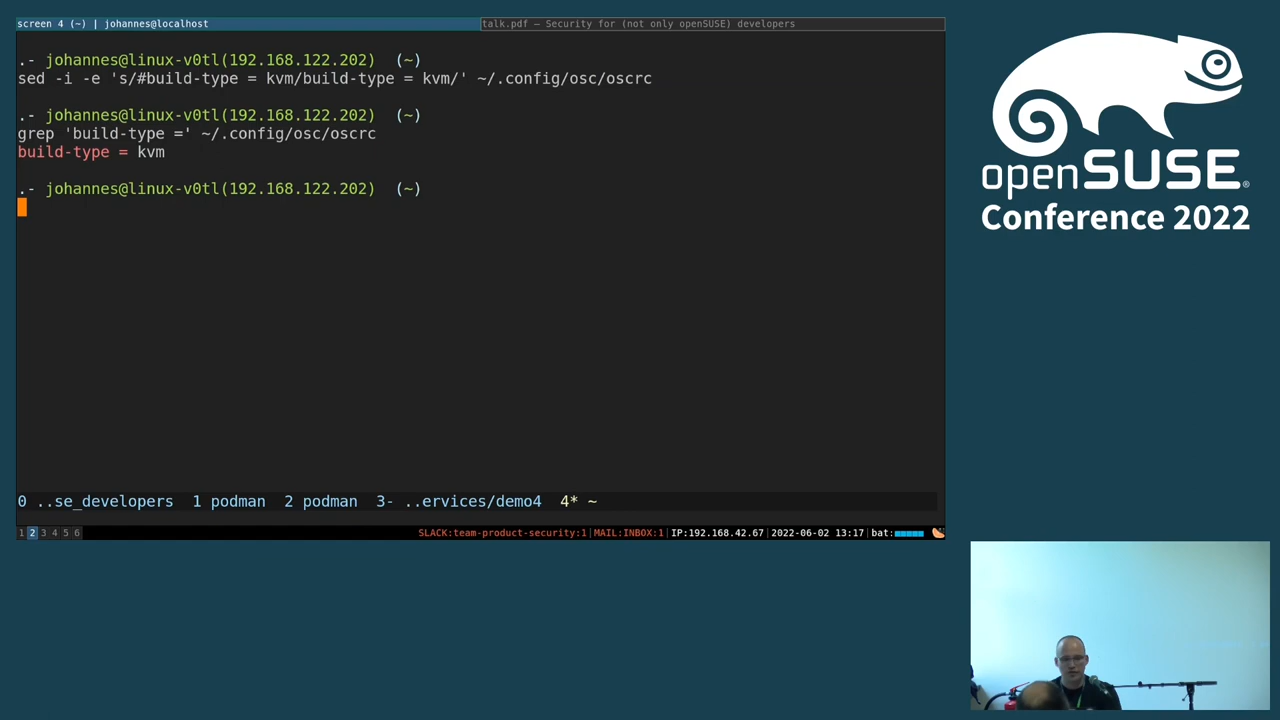 screen 4 (~) | johannes@localhost
talk.pdf — Security for (not only openSUSE) developers
.- johannes@linux-v0tl(192.168.122.202)  (~)
sed -i -e 's/#build-type = kvm/build-type = kvm/' ~/.config/osc/oscrc
.- johannes@linux-v0tl(192.168.122.202)  (~)
grep 'build-type =' ~/.config/osc/oscrc
build-type = kvm
.- johannes@linux-v0tl(192.168.122.202)  (~)
0 ..se_developers  1 podman  2 podman  3- ..ervices/demo4  4* ~
1 2 3 4 5 6
SLACK:team-product-security:1|MAIL:INBOX:1|IP:192.168.42.67|2022-06-02 13:17|bat:
openSUSE®
Conference 2022